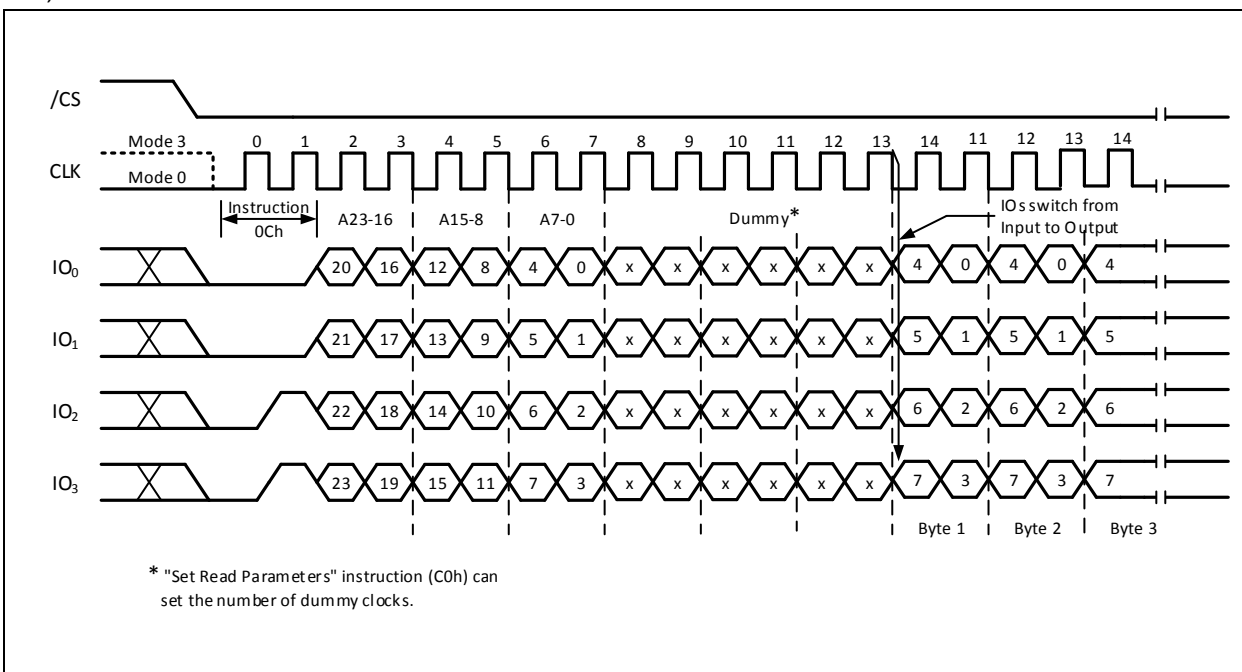 /CS
Mode 3 0 1 2 3 4 5 6 7 8 9 10 11 12 13 14 11 12 13 14
CLK
Mode 0
Instruction A23-16 A15-8 A7-0 Dummy* IOs switch from
0Ch Input to Output
IO0 20 16 12 8 4 0 x x x x x x 4 0 4 0 4
IO1 21 17 13 9 5 1 x x x x x x 5 1 5 1 5
IO2 22 18 14 10 6 2 x x x x x x 6 2 6 2 6
IO3 23 19 15 11 7 3 x x x x x x 7 3 7 3 7
Byte 1 Byte 2 Byte 3
* "Set Read Parameters" instruction (C0h) can
set the number of dummy clocks.